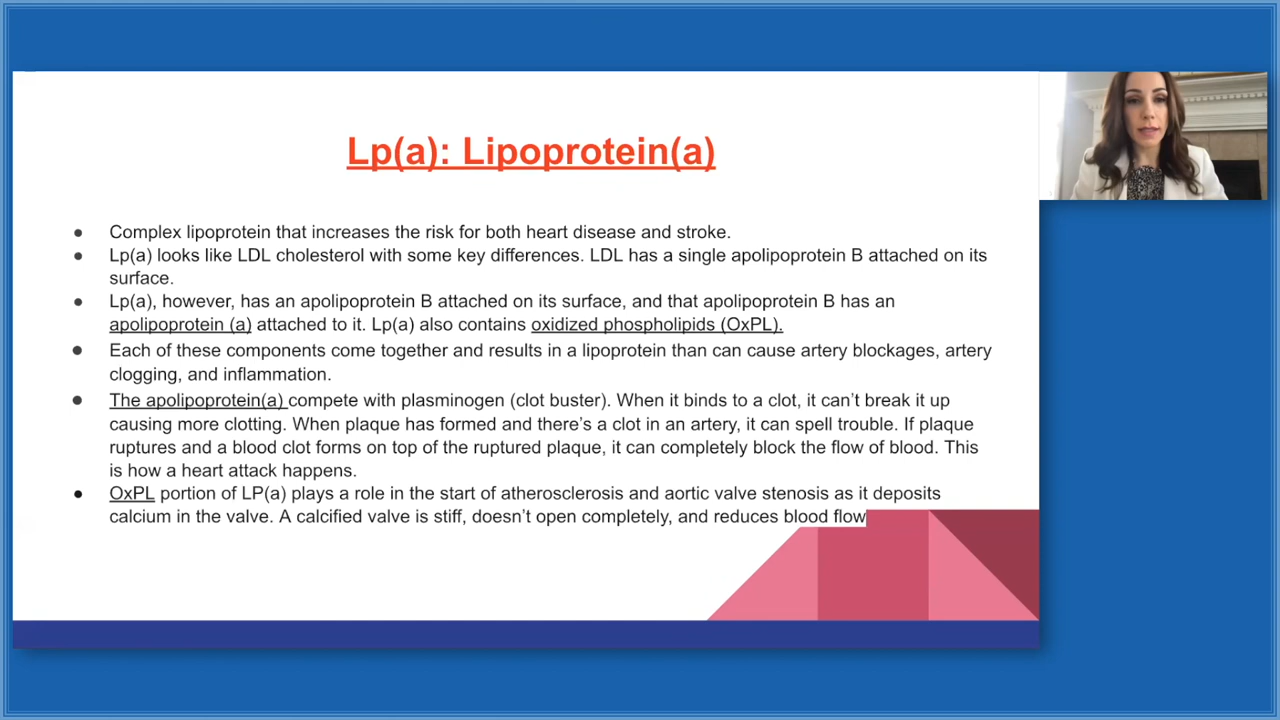 Lp(a): Lipoprotein(a)
Complex lipoprotein that increases the risk for both heart disease and stroke.
Lp(a) looks like LDL cholesterol with some key differences. LDL has a single apolipoprotein B attached on its
surface.
Lp(a), however, has an apolipoprotein B attached on its surface, and that apolipoprotein B has an
apolipoprotein (a) attached to it. Lp(a) also contains oxidized phospholipids (OxPL).
Each of these components come together and results in a lipoprotein than can cause artery blockages, artery
clogging, and inflammation.
The apolipoprotein(a) compete with plasminogen (clot buster). When it binds to a clot, it can't break it up
causing more clotting. When plaque has formed and there's a clot in an artery, it can spell trouble. If plaque
ruptures and a blood clot forms on top of the ruptured plaque, it can completely block the flow of blood. This
is how a heart attack happens.
OxPL portion of LP(a) plays a role in the start of atherosclerosis and aortic valve stenosis as it deposits
calcium in the valve. A calcified valve is stiff, doesn't open completely, and reduces blood flow